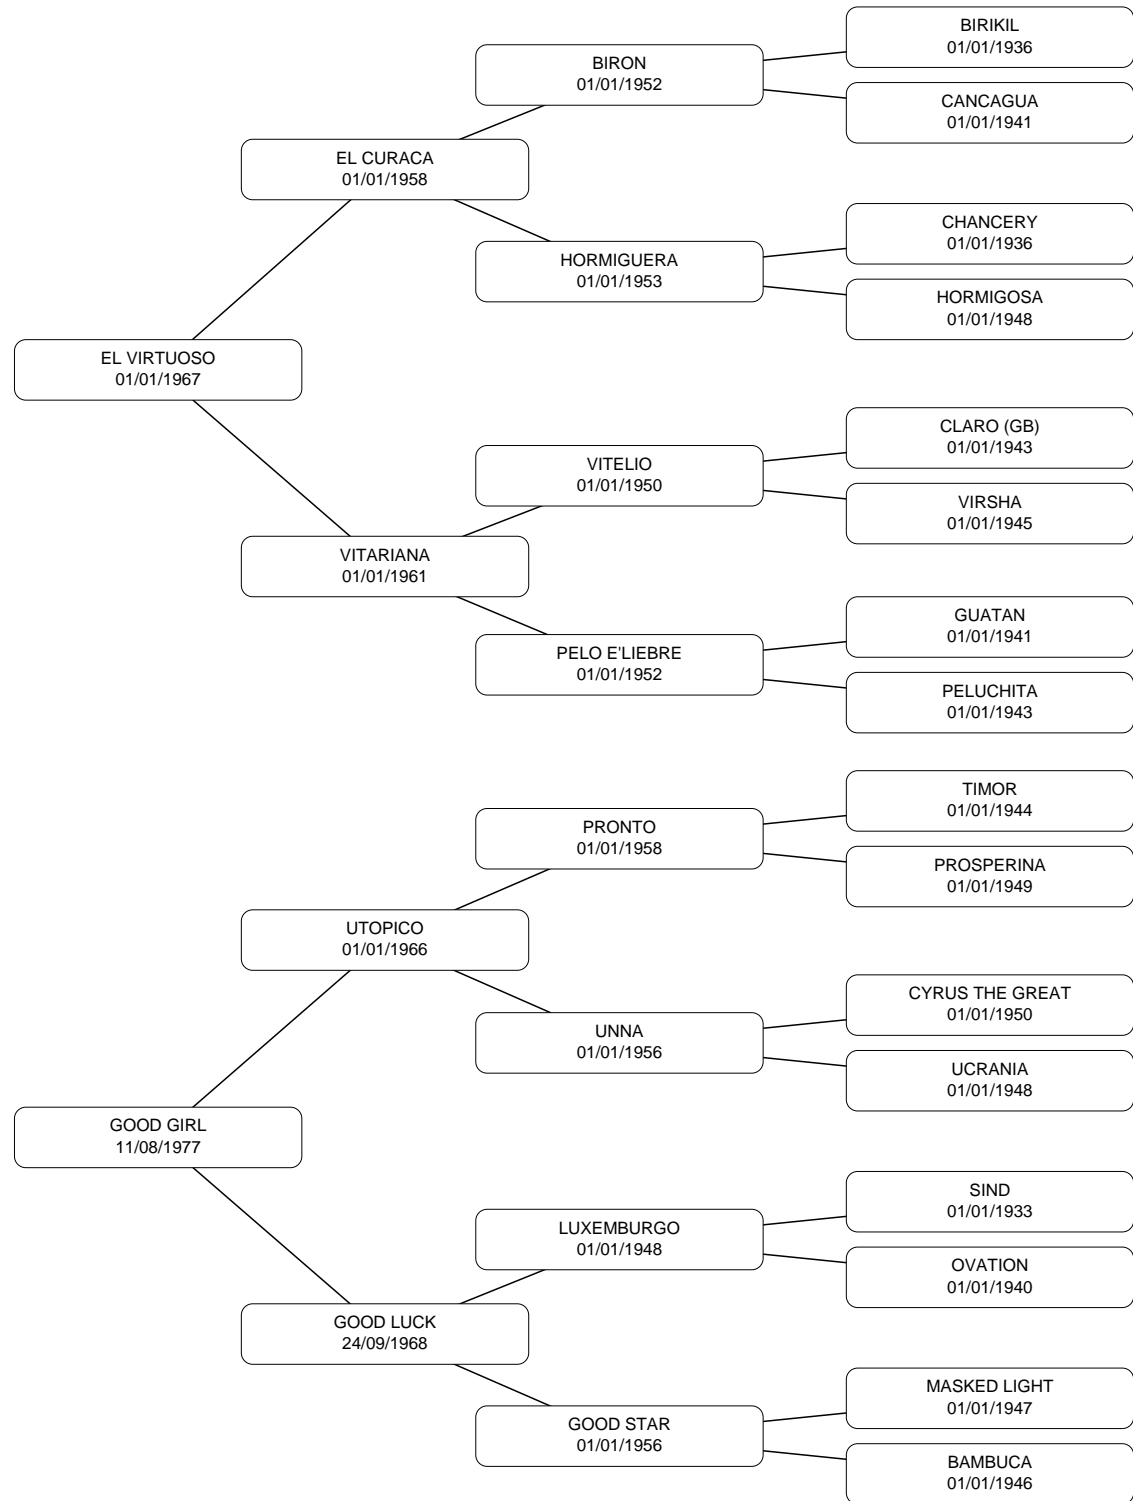 BIRIKIL
01/01/1936
BIRON
01/01/1952
CANCAGUA
01/01/1941
EL CURACA
01/01/1958
CHANCERY
01/01/1936
HORMIGUERA
01/01/1953
HORMIGOSA
01/01/1948
EL VIRTUOSO
01/01/1967
CLARO (GB)
01/01/1943
VITELIO
01/01/1950
VIRSHA
01/01/1945
VITARIANA
01/01/1961
GUATAN
01/01/1941
PELO E'LIEBRE
01/01/1952
PELUCHITA
01/01/1943
TIMOR
01/01/1944
PRONTO
01/01/1958
PROSPERINA
01/01/1949
UTOPICO
01/01/1966
CYRUS THE GREAT
01/01/1950
UNNA
01/01/1956
UCRANIA
01/01/1948
GOOD GIRL
11/08/1977
SIND
01/01/1933
LUXEMBURGO
01/01/1948
OVATION
01/01/1940
GOOD LUCK
24/09/1968
MASKED LIGHT
01/01/1947
GOOD STAR
01/01/1956
BAMBUCA
01/01/1946